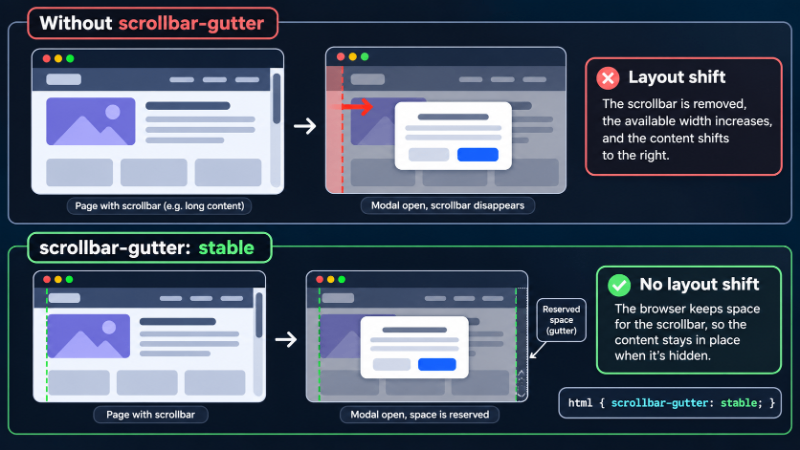 Without scrollbar-gutter
Page with scrollbar (e.g. long content)
Modal open, scrollbar disappears
Layout shift
The scrollbar is removed,
the available width increases,
and the content shifts
to the right.
scrollbar-gutter: stable
Page with scrollbar
Modal open, space is reserved
Reserved
space
(gutter)
No layout shift
The browser keeps space
for the scrollbar, so the
content stays in place
when it's hidden.
html { scrollbar-gutter: stable; }